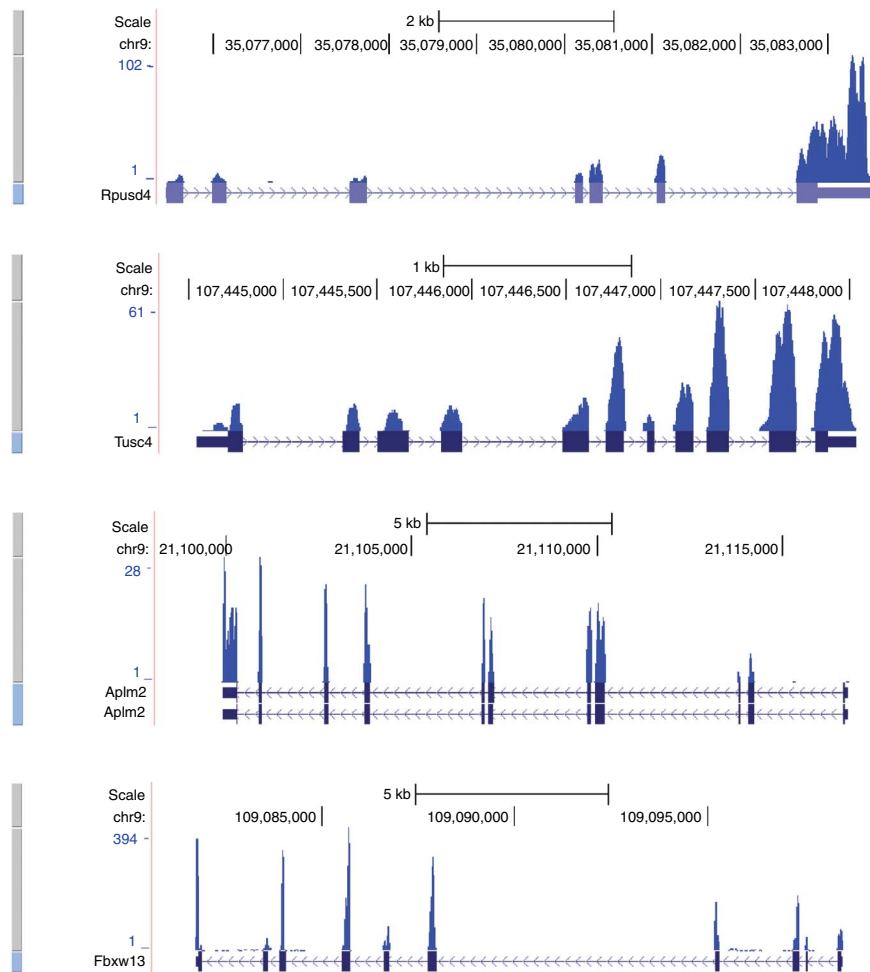 Scale 2 kb
chr9: 35,077,000 35,078,000 35,079,000 35,080,000 35,081,000 35,082,000 35,083,000
102
1
Rpusd4
Scale 1 kb
chr9: 107,445,000 107,445,500 107,446,000 107,446,500 107,447,000 107,447,500 107,448,000
61
1
Tusc4
Scale 5 kb
chr9: 21,100,000 21,105,000 21,110,000 21,115,000
28
1
Aplm2
Aplm2
Scale 5 kb
chr9: 109,085,000 109,090,000 109,095,000
394
1
Fbxw13